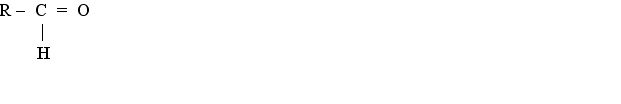 R – C = O
|
H